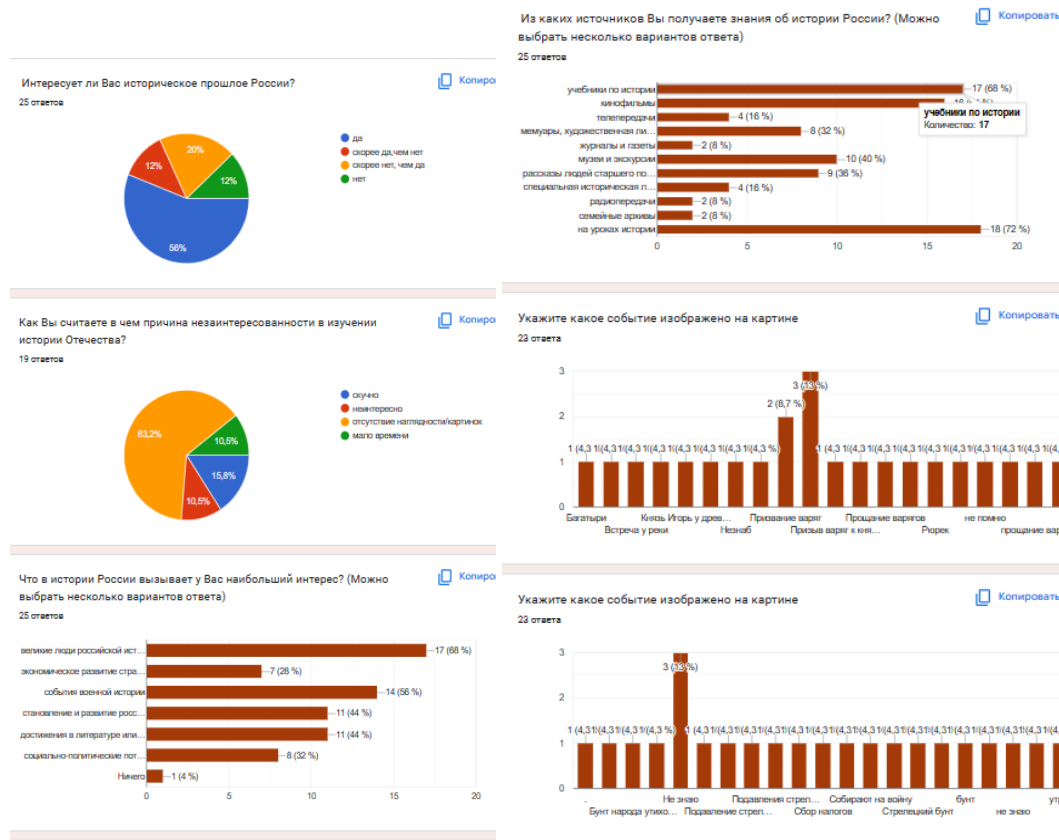 Интересует ли Вас историческое прошлое России?
Копиро
25 ответов
да
скорее да,чем нет
скорее нет, чем да
нет
20%
12%
12%
56%
Как Вы считаете в чем причина незаинтересованности в изучении
истории Отечества?
Копиро
19 ответов
скучно
неинтересно
отсутствие наглядности/картинок
мало времени
63,2%
10,5%
15,8%
10,5%
Что в истории России вызывает у Вас наибольший интерес? (Можно
выбрать несколько вариантов ответа)
Копиро
25 ответов
великие люди российской ист... 17 (68 %)
экономическое развитие стра... 7 (28 %)
события военной истории 14 (56 %)
становление и развитие росс... 11 (44 %)
достижения в литературе или... 11 (44 %)
социально-политические пот... 8 (32 %)
Ничего 1 (4 %)
0 5 10 15 20
Из каких источников Вы получаете знания об истории России? (Можно
выбрать несколько вариантов ответа)
Копировать
25 ответов
учебники по истории 17 (68 %)
кинофильмы
учебники по истории
Количество: 17
телепередачи 4 (16 %)
мемуары, художественная ли... 8 (32 %)
журналы и газеты 2 (8 %)
музеи и экскурсии 10 (40 %)
рассказы людей старшего по... 9 (36 %)
специальная историческая л... 4 (16 %)
радиопередачи 2 (8 %)
семейные архивы 2 (8 %)
на уроках истории 18 (72 %)
0 5 10 15 20
Укажите какое событие изображено на картине
Копировать
23 ответа
3
2
1
0
3 (13 %)
2 (8,7 %)
Багатыри Князь Игорь у древ... Призвание варяг Прощание варягов не помню
Встреча у реки Незнаб Призыв варяг к кня... Рюрек прощание вар
Укажите какое событие изображено на картине
Копировать
23 ответа
3
2
1
0
3 (13 %)
. Не знаю Подавления стрел... Собирают на войну бунт
Бунт народа утихо... Подавление стрел... Сбор налогов Стрелецкий бунт не знаю